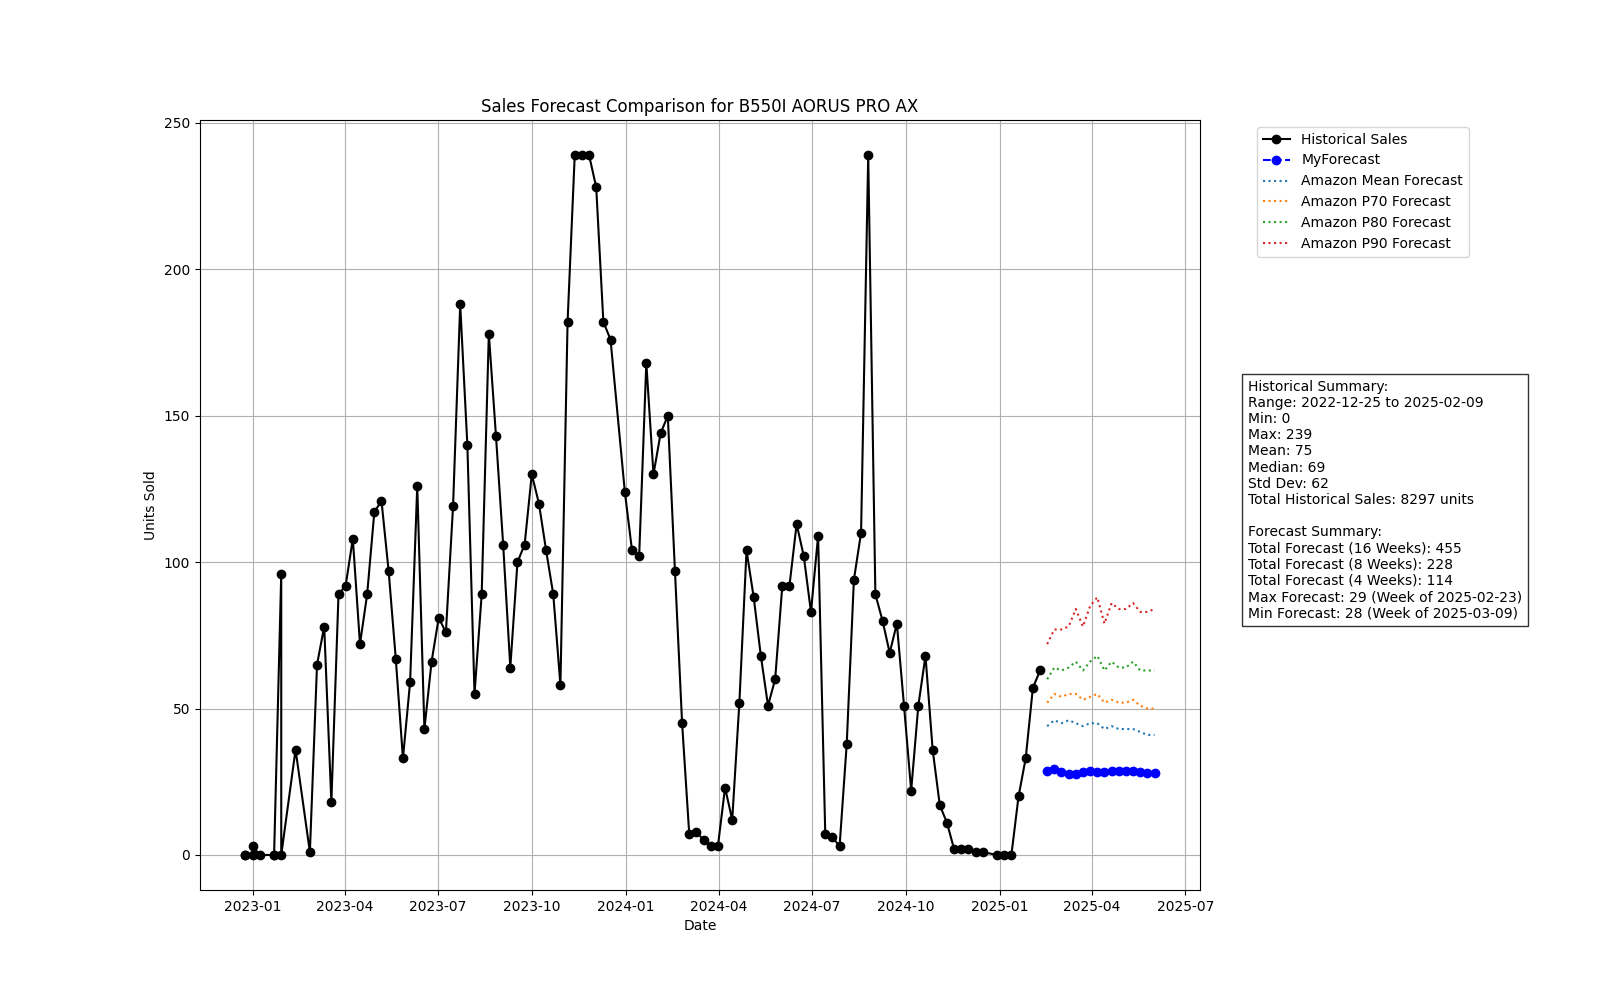 Sales Forecast Comparison for B550I AORUS PRO AX
250
200
150
100
50
0
Units Sold
2023-01
2023-04
2023-07
2023-10
2024-01
2024-04
2024-07
2024-10
2025-01
2025-04
2025-07
Date
Historical Sales
MyForecast
Amazon Mean Forecast
Amazon P70 Forecast
Amazon P80 Forecast
Amazon P90 Forecast
Historical Summary:
Range: 2022-12-25 to 2025-02-09
Min: 0
Max: 239
Mean: 75
Median: 69
Std Dev: 62
Total Historical Sales: 8297 units
Forecast Summary:
Total Forecast (16 Weeks): 455
Total Forecast (8 Weeks): 228
Total Forecast (4 Weeks): 114
Max Forecast: 29 (Week of 2025-02-23)
Min Forecast: 28 (Week of 2025-03-09)